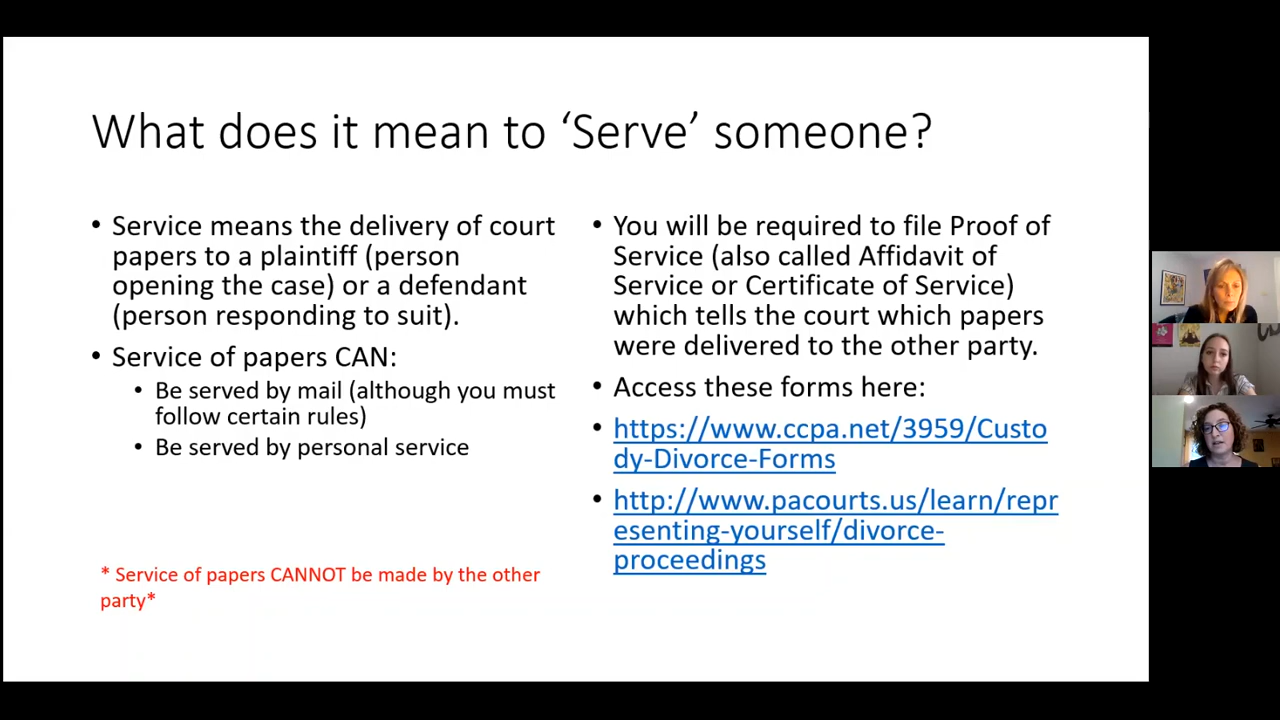 What does it mean to ‘Serve’ someone?
• Service means the delivery of court
papers to a plaintiff (person
opening the case) or a defendant
(person responding to suit).
• Service of papers CAN:
• Be served by mail (although you must
follow certain rules)
• Be served by personal service
* Service of papers CANNOT be made by the other
party*
• You will be required to file Proof of
Service (also called Affidavit of
Service or Certificate of Service)
which tells the court which papers
were delivered to the other party.
• Access these forms here:
• https://www.ccpa.net/3959/Custo
dy-Divorce-Forms
• http://www.pacourts.us/learn/repr
esenting-yourself/divorce-
proceedings